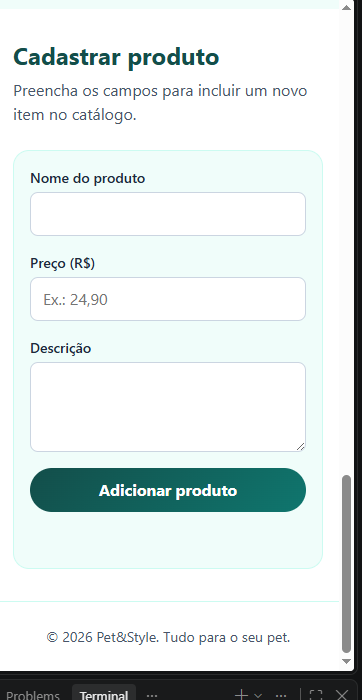 Cadastrar produto
Preencha os campos para incluir um novo
item no catálogo.
Nome do produto
Preço (R$)
Ex.: 24,90
Descrição
Adicionar produto
© 2026 Pet&Style. Tudo para o seu pet.
Problems Terminal ···